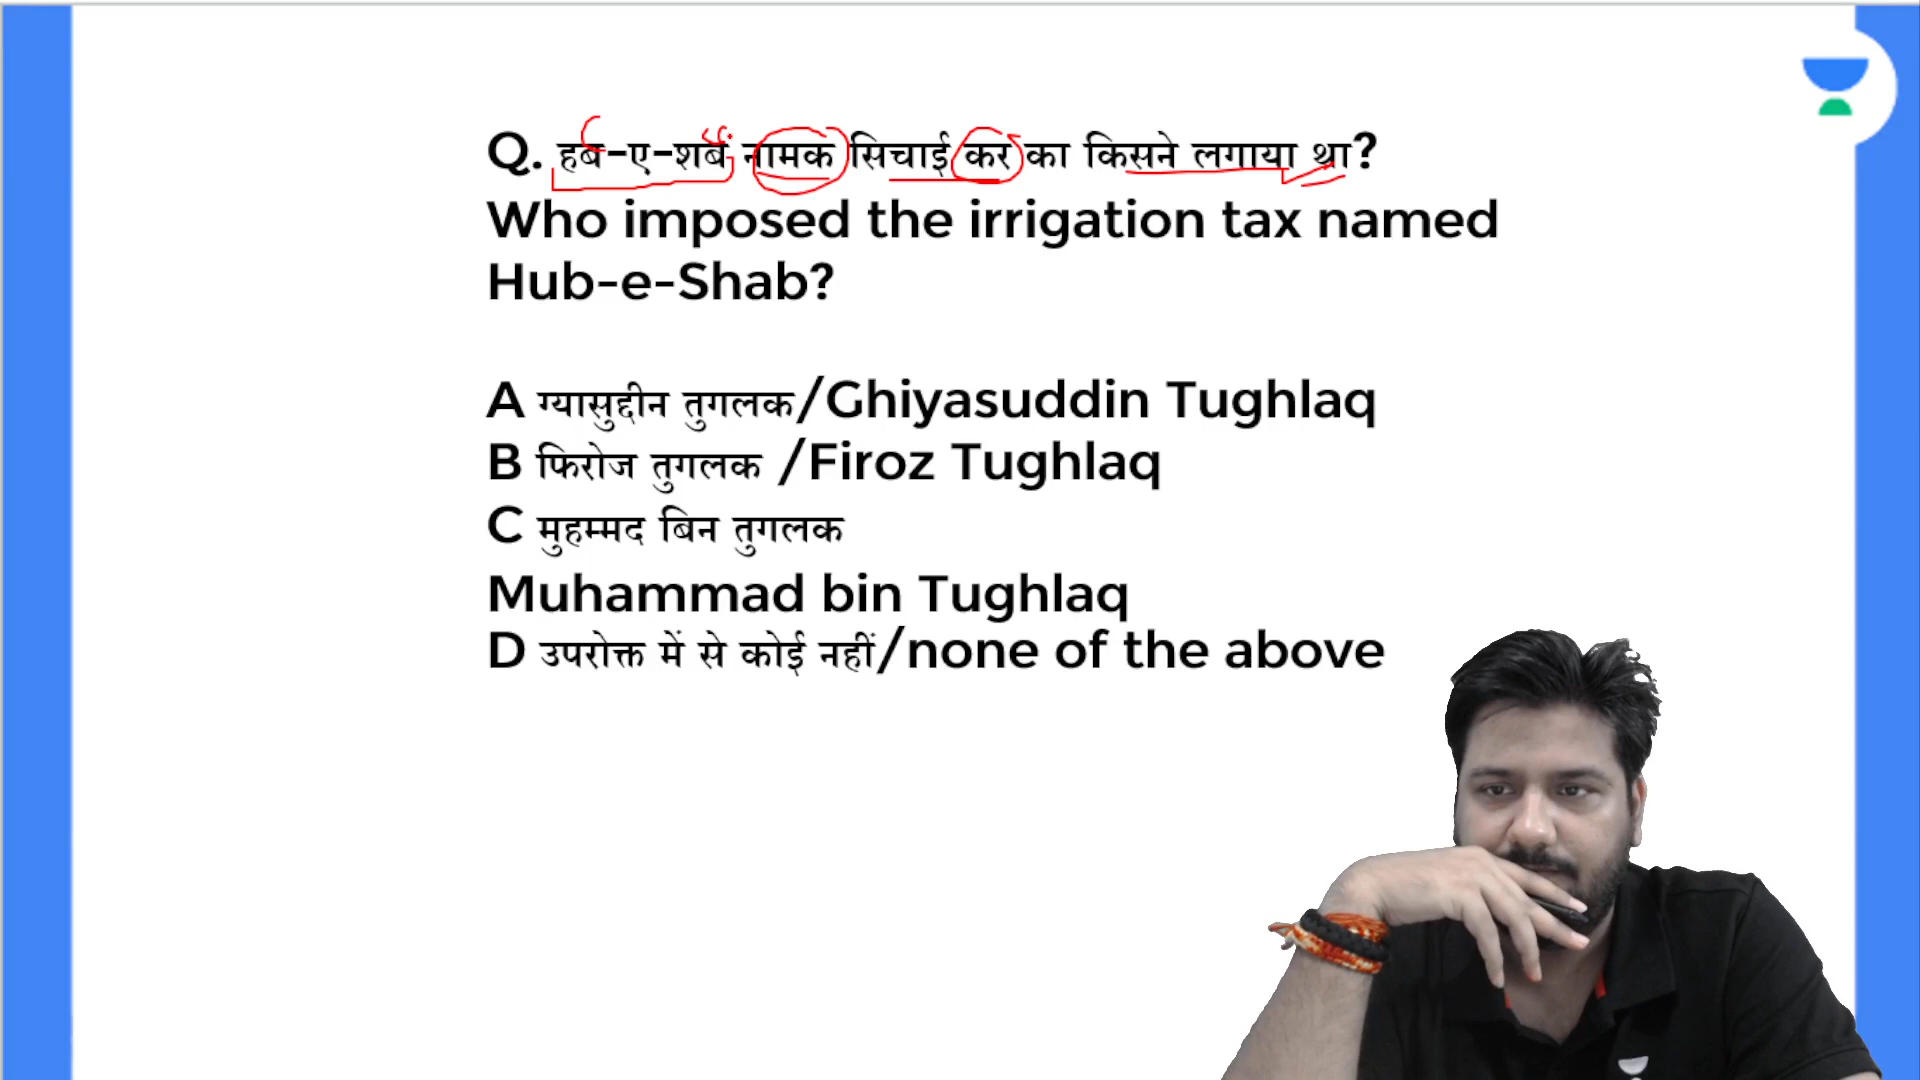 Q. हब-ए-शर्ब नामक सिचाई कर का किसने लगाया था?
Who imposed the irrigation tax named
Hub-e-Shab?
A ग्यासुद्दीन तुगलक/Ghiyasuddin Tughlaq
B फिरोज तुगलक /Firoz Tughlaq
C मुहम्मद बिन तुगलक
Muhammad bin Tughlaq
D उपरोक्त में से कोई नहीं/none of the above